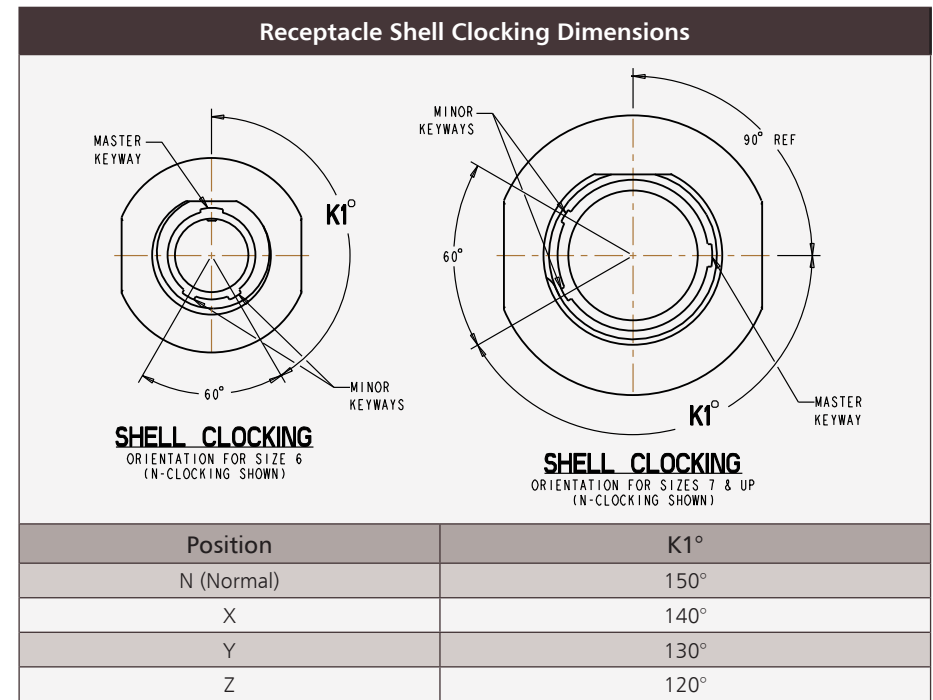 Receptacle Shell Clocking Dimensions
MASTER
KEYWAY
K1°
60°
MINOR
KEYWAYS
SHELL CLOCKING
ORIENTATION FOR SIZE 6
(N-CLOCKING SHOWN)
MINOR
KEYWAYS
90° REF
60°
K1°
MASTER
KEYWAY
SHELL CLOCKING
ORIENTATION FOR SIZES 7 & UP
(N-CLOCKING SHOWN)
Position K1°
N (Normal) 150°
X 140°
Y 130°
Z 120°